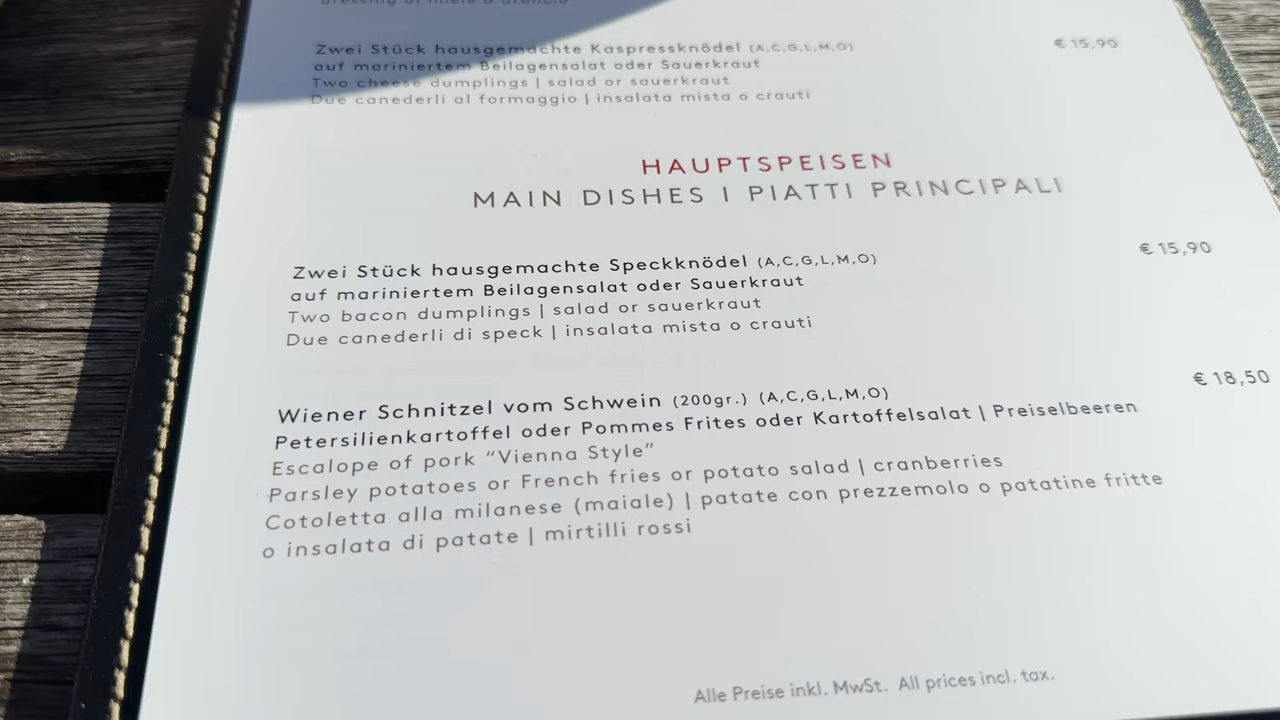 dressing di miele o arancio
Zwei Stück hausgemachte Kaspressknödel (A,C,G,L,M,O) € 15,90
auf mariniertem Beilagensalat oder Sauerkraut
Two cheese dumplings | salad or sauerkraut
Due canederli al formaggio | insalata mista o crauti
HAUPTSPEISEN
MAIN DISHES I PIATTI PRINCIPALI
Zwei Stück hausgemachte Speckknödel (A,C,G,L,M,O) € 15,90
auf mariniertem Beilagensalat oder Sauerkraut
Two bacon dumplings | salad or sauerkraut
Due canederli di speck | insalata mista o crauti
Wiener Schnitzel vom Schwein (200gr.) (A,C,G,L,M,O) € 18,50
Petersilienkartoffel oder Pommes Frites oder Kartoffelsalat | Preiselbeeren
Escalope of pork “Vienna Style”
Parsley potatoes or French fries or potato salad | cranberries
Cotoletta alla milanese (maiale) | patate con prezzemolo o patatine fritte
o insalata di patate | mirtilli rossi
Alle Preise inkl. MwSt. All prices incl. tax.